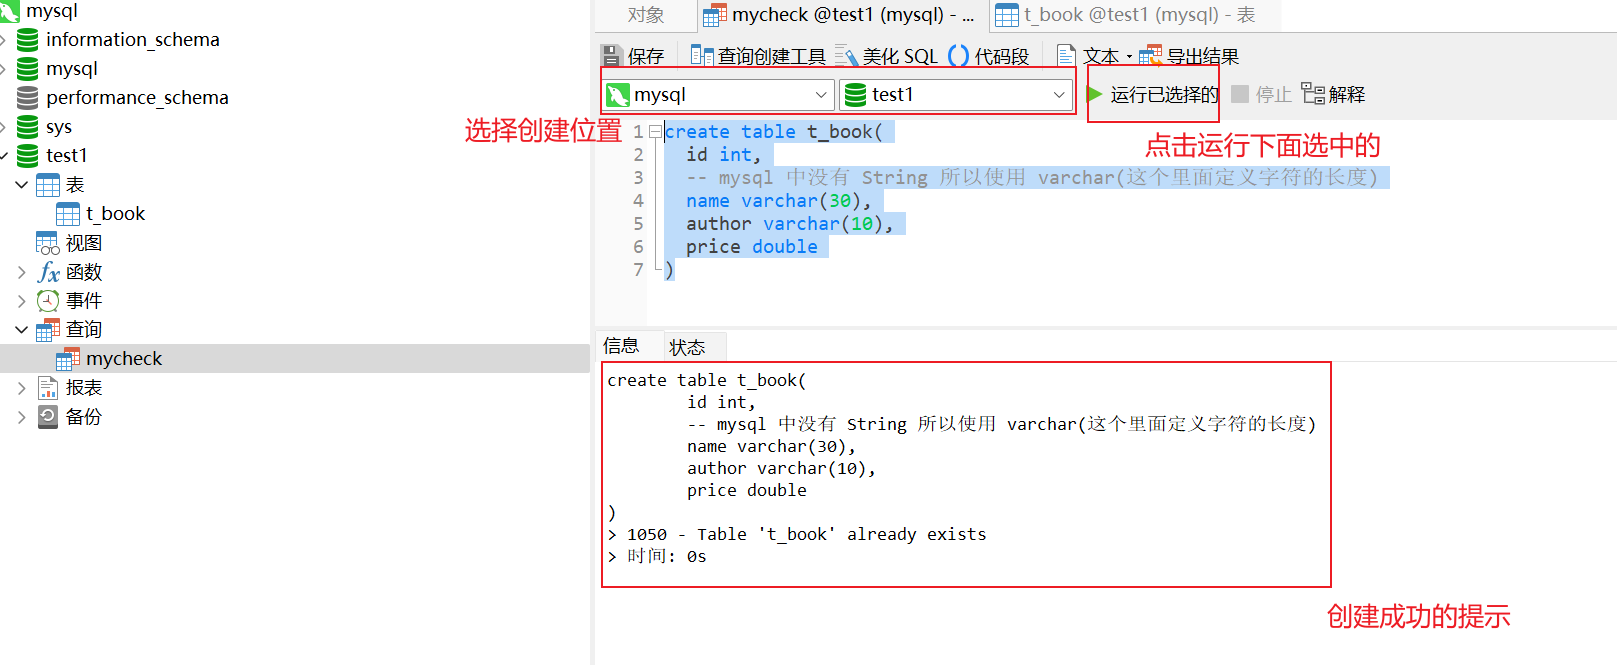 mysql
information_schema
mysql
performance_schema
sys
test1
表
t_book
视图
函数
事件
查询
mycheck
报表
备份
对象
mycheck @test1 (mysql) - ...
t_book @test1 (mysql) - 表
保存
查询创建工具
美化 SQL
代码段
文本
导出结果
mysql
test1
运行已选择的
停止
解释
选择创建位置
点击运行下面选中的
1 create table t_book(
2 id int,
3 -- mysql 中没有 String 所以使用 varchar(这个里面定义字符的长度)
4 name varchar(30),
5 author varchar(10),
6 price double
7 )
信息
状态
create table t_book(
id int,
-- mysql 中没有 String 所以使用 varchar(这个里面定义字符的长度)
name varchar(30),
author varchar(10),
price double
)
> 1050 - Table 't_book' already exists
> 时间: 0s
创建成功的提示